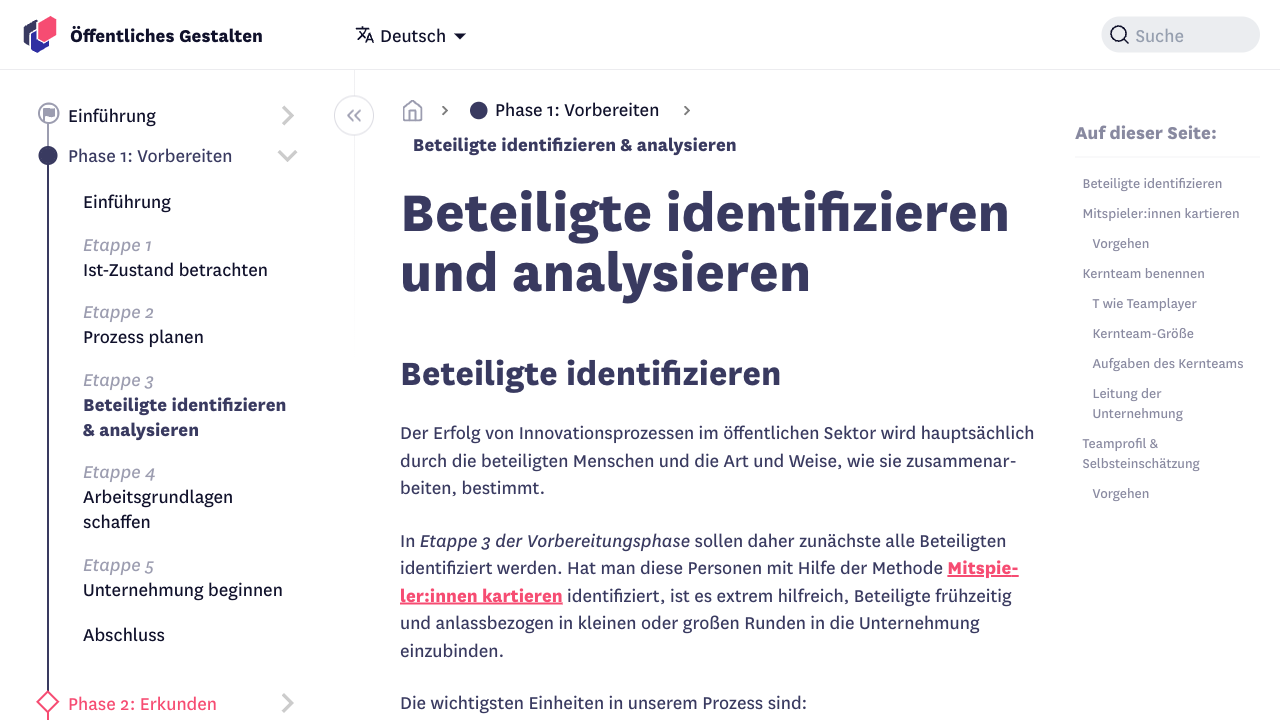 Öffentliches Gestalten
Deutsch
Suche
Einführung
Phase 1: Vorbereiten
Einführung
Etappe 1
Ist-Zustand betrachten
Etappe 2
Prozess planen
Etappe 3
Beteiligte identifizieren
& analysieren
Etappe 4
Arbeitsgrundlagen
schaffen
Etappe 5
Unternehmung beginnen
Abschluss
Phase 2: Erkunden
Phase 1: Vorbereiten
Beteiligte identifizieren & analysieren
Beteiligte identifizieren
und analysieren
Beteiligte identifizieren
Der Erfolg von Innovationsprozessen im öffentlichen Sektor wird hauptsächlich
durch die beteiligten Menschen und die Art und Weise, wie sie zusammenar-
beiten, bestimmt.
In Etappe 3 der Vorbereitungsphase sollen daher zunächste alle Beteiligten
identifiziert werden. Hat man diese Personen mit Hilfe der Methode Mitspie-
ler:innen kartieren identifiziert, ist es extrem hilfreich, Beteiligte frühzeitig
und anlassbezogen in kleinen oder großen Runden in die Unternehmung
einzubinden.
Die wichtigsten Einheiten in unserem Prozess sind:
Auf dieser Seite:
Beteiligte identifizieren
Mitspieler:innen kartieren
Vorgehen
Kernteam benennen
T wie Teamplayer
Kernteam-Größe
Aufgaben des Kernteams
Leitung der
Unternehmung
Teamprofil &
Selbsteinschätzung
Vorgehen